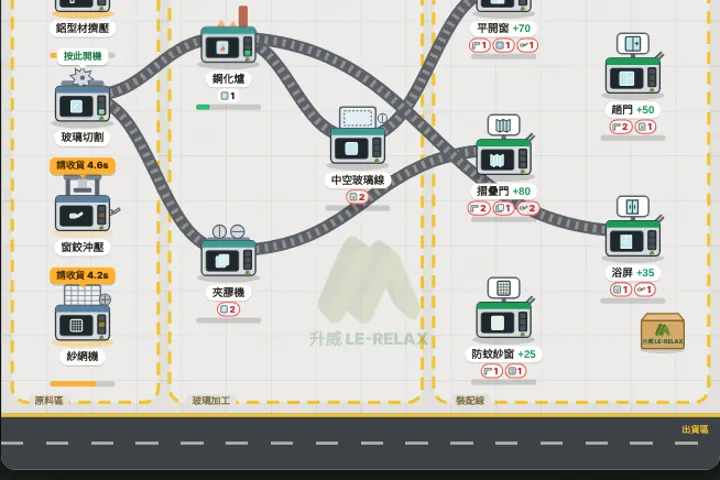 鋁型材擠壓
按此開機
玻璃切割
請收貨 4.6s
窗鉸沖壓
請收貨 4.2s
紗網機
原料區
鋼化爐
1
中空玻璃線
2
夾膠機
2
升威 LE-RELAX
玻璃加工
平開窗 +70
1 1 1
趟門 +50
2 1
摺疊門 +80
2 1 2
浴屏 +35
1 1
防蚊紗窗 +25
1 1
升威 LE-RELAX
裝配線
出貨區